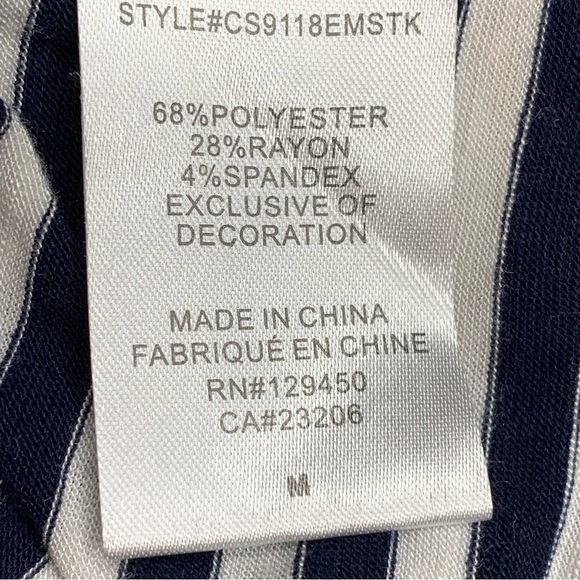 STYLE#CS9118EMSTK
68%POLYESTER
28%RAYON
4%SPANDEX
EXCLUSIVE OF
DECORATION
MADE IN CHINA
FABRIQUÉ EN CHINE
RN#129450
CA#23206
M